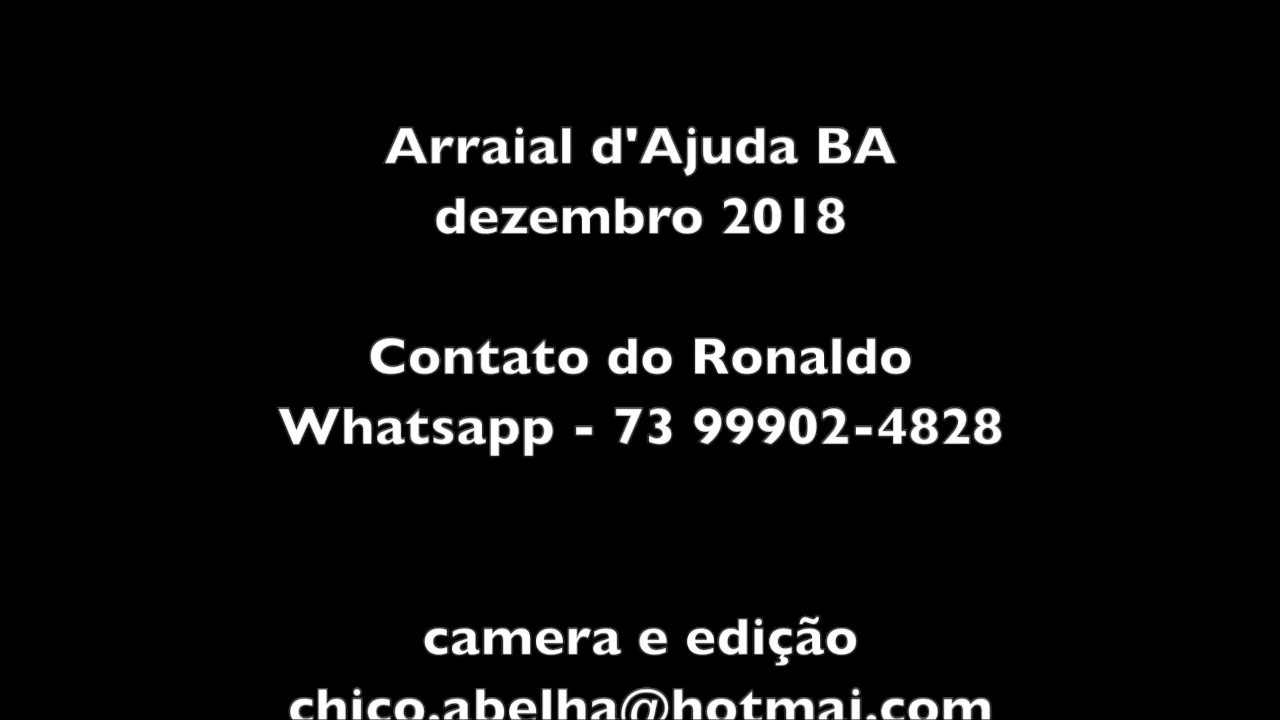 Arraial d'Ajuda BA
dezembro 2018
Contato do Ronaldo
Whatsapp - 73 99902-4828
camera e edição
chico.abelha@hotmai.com